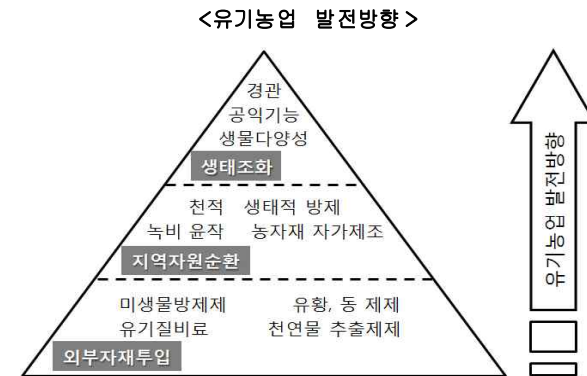 <유기농업 발전방향>
경관
공익기능
생물다양성
생태조화
천적 생태적 방제
녹비 윤작 농자재 자가제조
지역자원순환
미생물방제제 유황, 동 제제
유기질비료 천연물 추출제제
외부자재투입
유기농업 발전방향